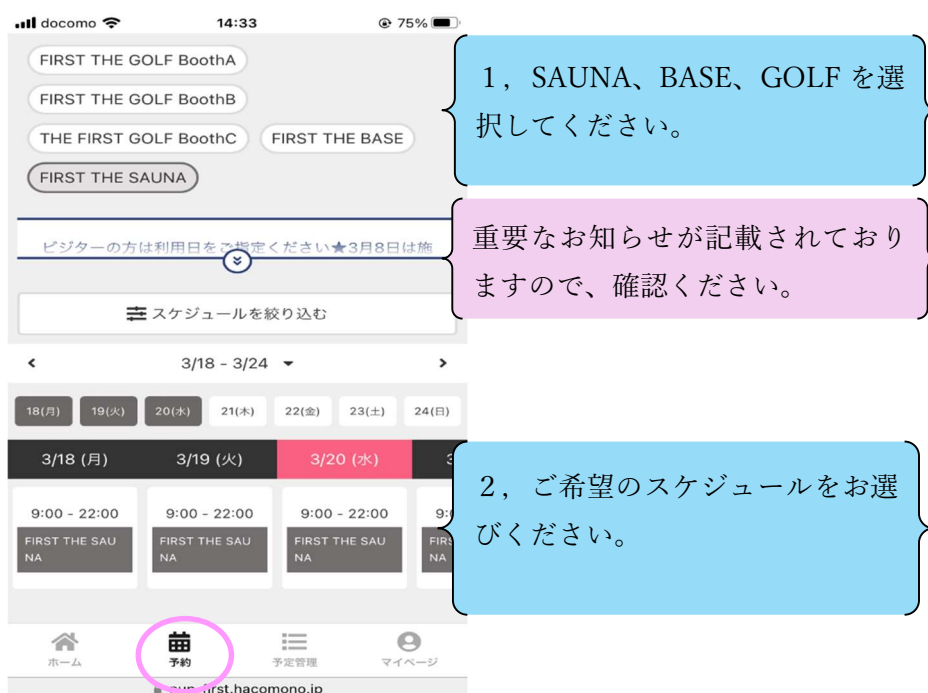 docomo 14:33 75%
FIRST THE GOLF BoothA
FIRST THE GOLF BoothB
THE FIRST GOLF BoothC FIRST THE BASE
FIRST THE SAUNA
ビジターの方は利用日をご指定ください★3月8日は施
スケジュールを絞り込む
3/18 - 3/24
18(月) 19(火) 20(水) 21(木) 22(金) 23(土) 24(日)
3/18 (月) 3/19 (火) 3/20 (水)
9:00 - 22:00 9:00 - 22:00 9:00 - 22:00
FIRST THE SAU FIRST THE SAU FIRST THE SAU
NA NA NA NA
ホーム 予約 予定管理 マイページ
first.hacomono.jp
1，SAUNA、BASE、GOLF を選
択してください。
重要なお知らせが記載されており
ますので、確認ください。
2，ご希望のスケジュールをお選
びください。